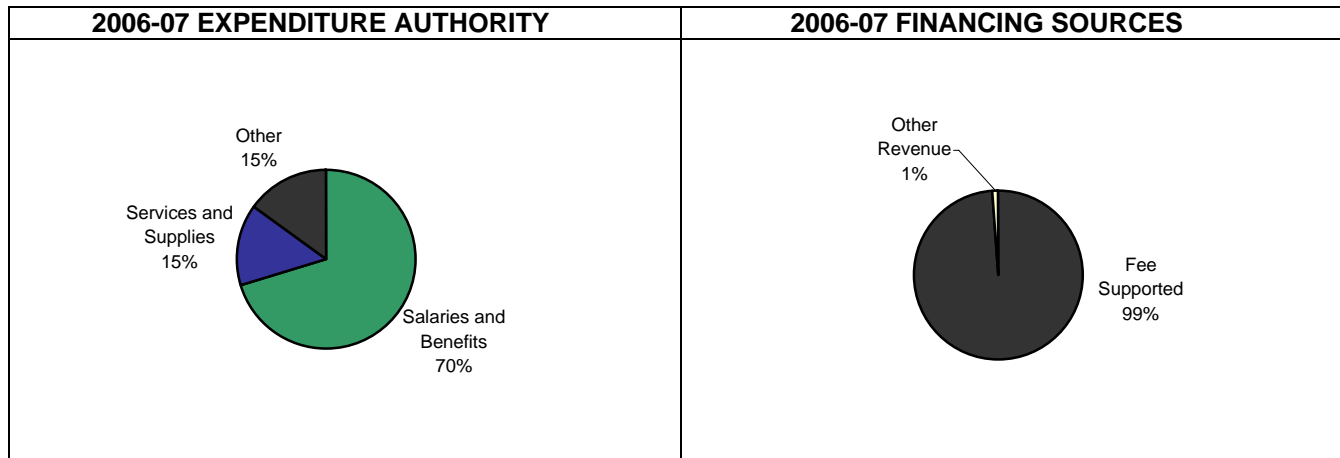 2006-07 EXPENDITURE AUTHORITY
2006-07 FINANCING SOURCES
Other
15%
Services and
Supplies
15%
Salaries and
Benefits
70%
Other
Revenue
1%
Fee
Supported
99%